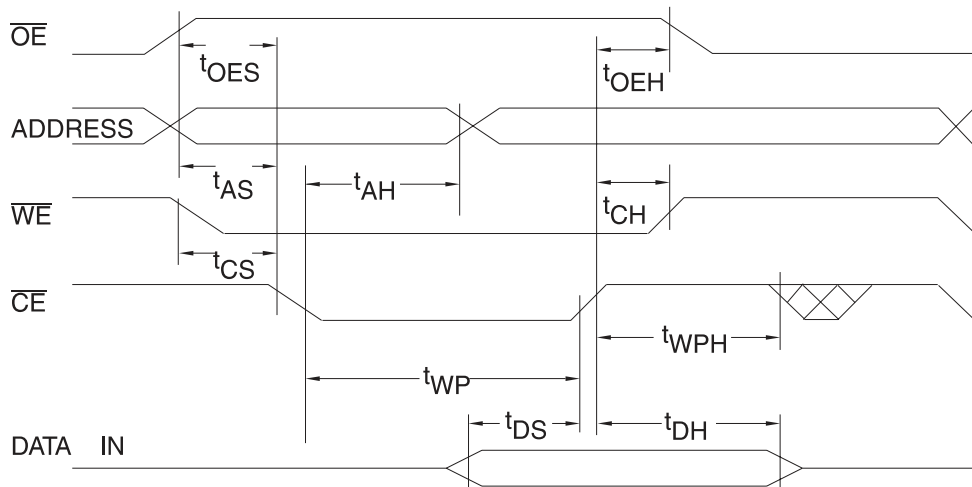 OE
tOES
tOEH
ADDRESS
tAS
tAH
tCH
WE
tCS
CE
tWPH
tWP
tDS
tDH
DATA IN